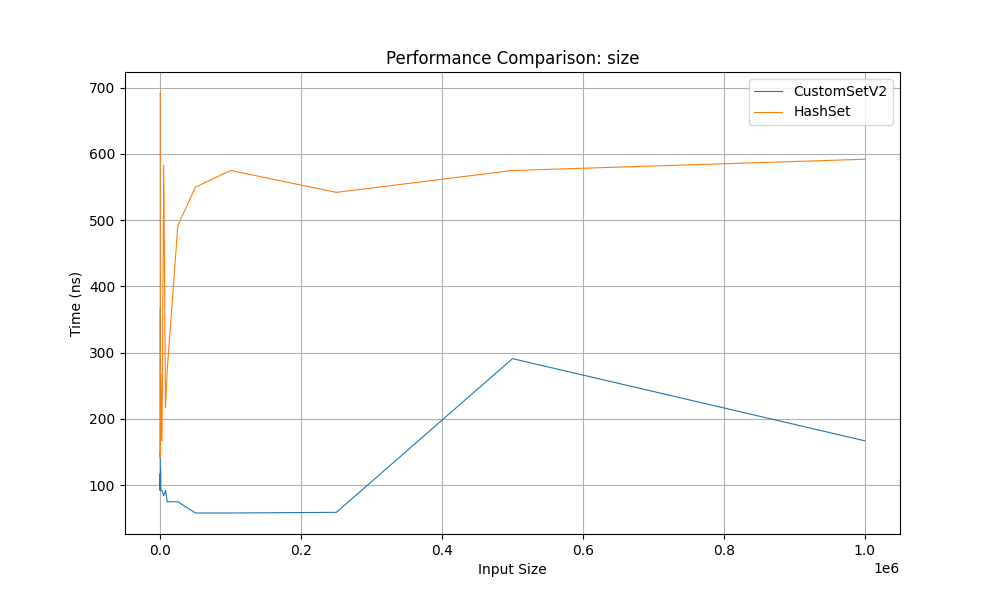 Performance Comparison: size
CustomSetV2
HashSet
700
600
500
400
300
200
100
Time (ns)
0.0 0.2 0.4 0.6 0.8 1.0
1e6
Input Size